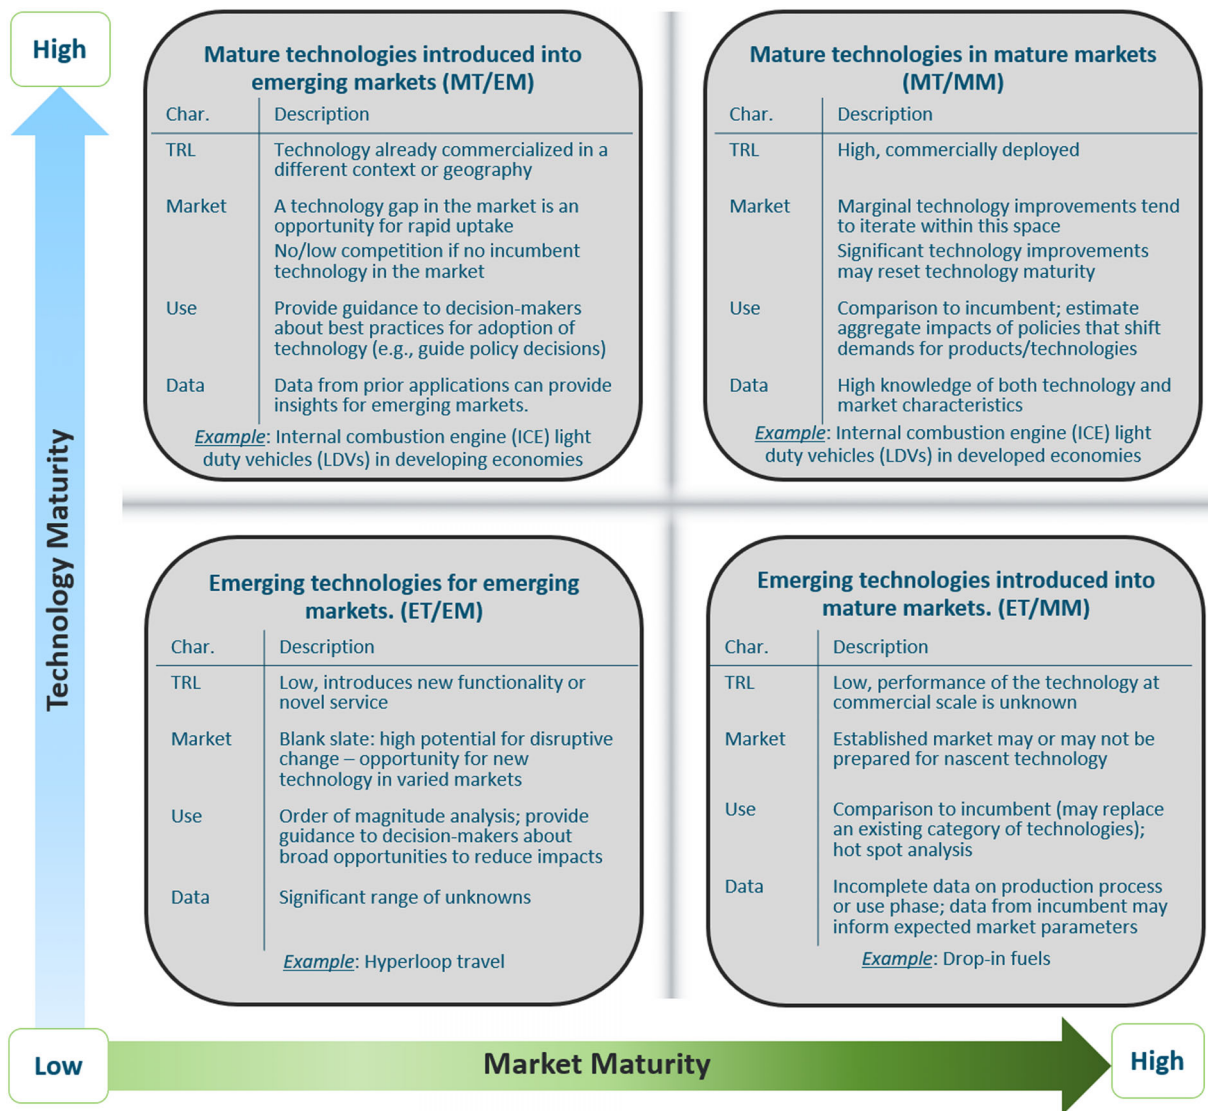 High
Mature technologies introduced into
emerging markets (MT/EM)
Char. Description
TRL Technology already commercialized in a
different context or geography
Market A technology gap in the market is an
opportunity for rapid uptake
No/low competition if no incumbent
technology in the market
Use Provide guidance to decision-makers
about best practices for adoption of
technology (e.g., guide policy decisions)
Data Data from prior applications can provide
insights for emerging markets.
Example: Internal combustion engine (ICE) light
duty vehicles (LDVs) in developing economies
Mature technologies in mature markets
(MT/MM)
Char. Description
TRL High, commercially deployed
Market Marginal technology improvements tend
to iterate within this space
Significant technology improvements
may reset technology maturity
Use Comparison to incumbent; estimate
aggregate impacts of policies that shift
demands for products/technologies
Data High knowledge of both technology and
market characteristics
Example: Internal combustion engine (ICE) light
duty vehicles (LDVs) in developed economies
Technology Maturity
Emerging technologies for emerging
markets. (ET/EM)
Char. Description
TRL Low, introduces new functionality or
novel service
Market Blank slate: high potential for disruptive
change – opportunity for new
technology in varied markets
Use Order of magnitude analysis; provide
guidance to decision-makers about
broad opportunities to reduce impacts
Data Significant range of unknowns
Example: Hyperloop travel
Emerging technologies introduced into
mature markets. (ET/MM)
Char. Description
TRL Low, performance of the technology at
commercial scale is unknown
Market Established market may or may not be
prepared for nascent technology
Use Comparison to incumbent (may replace
an existing category of technologies);
hot spot analysis
Data Incomplete data on production process
or use phase; data from incumbent may
inform expected market parameters
Example: Drop-in fuels
Low
Market Maturity
High